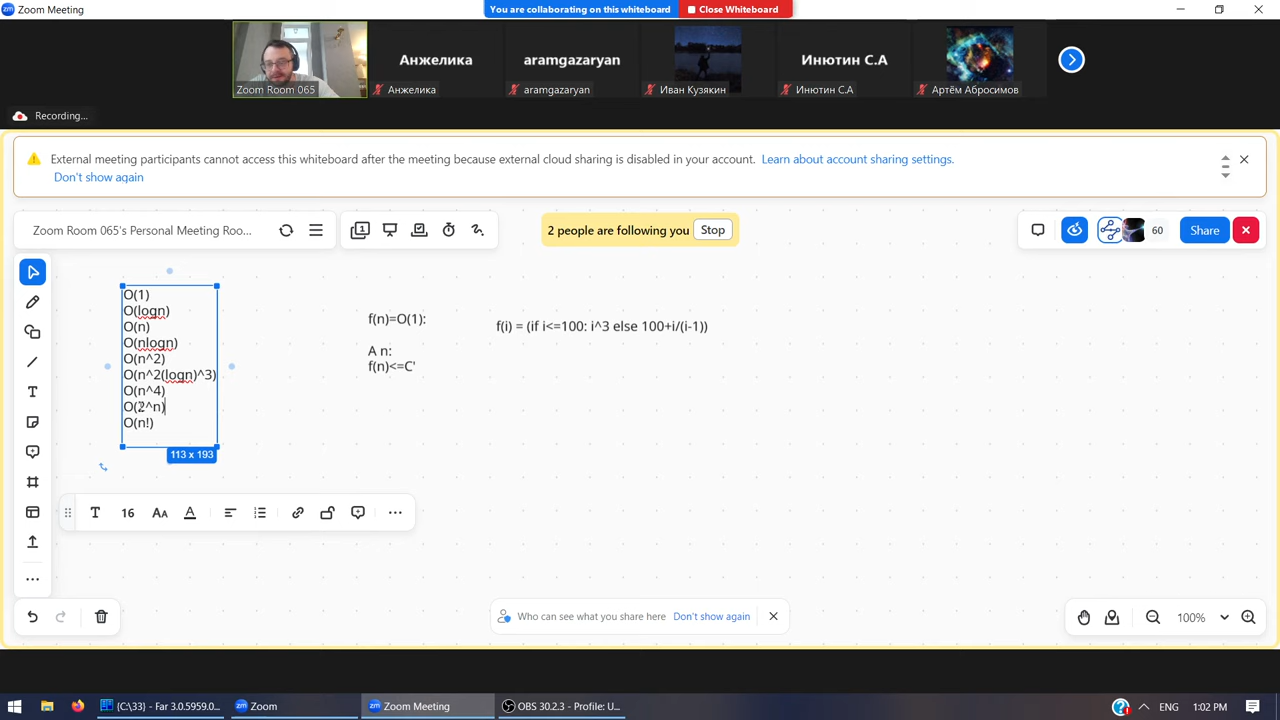 Zoom Meeting
You are collaborating on this whiteboard
Close Whiteboard
Zoom Room 065
Анжелика
Анжелика
aramgazaryan
aramgazaryan
Иван Кузякин
Инютин С.А
Инютин С.А
Артём Абросимов
Recording...
External meeting participants cannot access this whiteboard after the meeting because external cloud sharing is disabled in your account. Learn about account sharing settings.
Don't show again
Zoom Room 065's Personal Meeting Roo...
1
2 people are following you
Stop
60
Share
O(1)
O(logn)
O(n)
O(nlogn)
O(n^2)
O(n^2(logn)^3)
O(n^4)
O(2^n)
O(n!)
113 x 193
f(n)=O(1):
A n:
f(n)<=C'
f(i) = (if i<=100: i^3 else 100+i/(i-1))
T
16
AA
A
T
Who can see what you share here
Don't show again
100%
(C:\33) - Far 3.0.5959.0...
Zoom
Zoom Meeting
OBS 30.2.3 - Profile: U...
ENG
1:02 PM